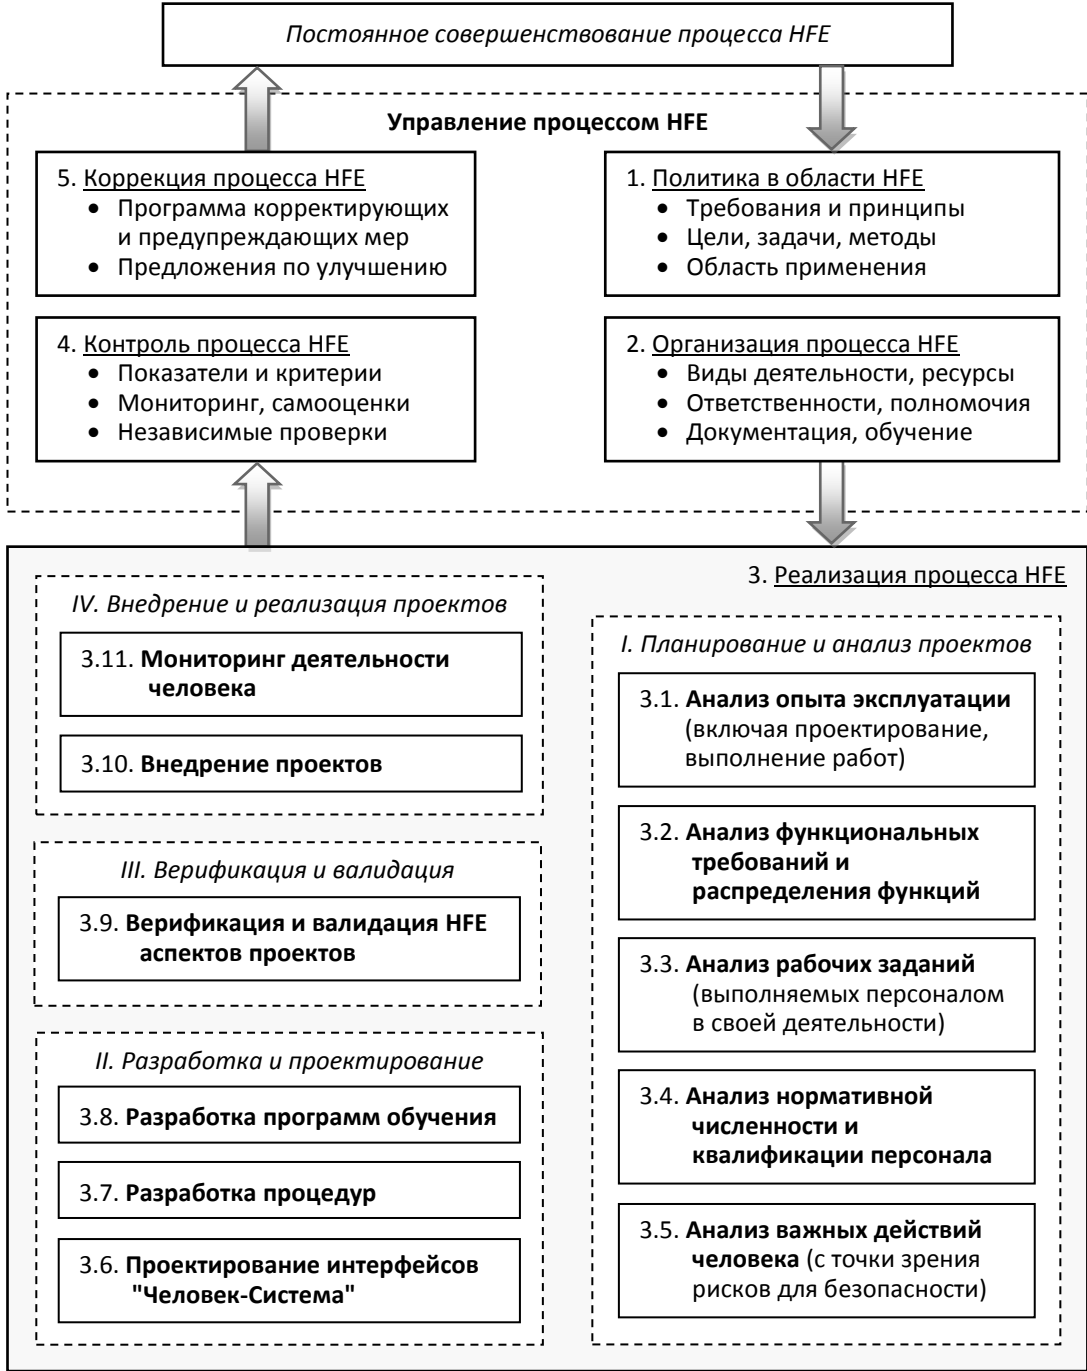 Постоянное совершенствование процесса HFE
Управление процессом HFE
5. Коррекция процесса HFE
• Программа корректирующих
и предупреждающих мер
• Предложения по улучшению
1. Политика в области HFE
• Требования и принципы
• Цели, задачи, методы
• Область применения
4. Контроль процесса HFE
• Показатели и критерии
• Мониторинг, самооценки
• Независимые проверки
2. Организация процесса HFE
• Виды деятельности, ресурсы
• Ответственности, полномочия
• Документация, обучение
3. Реализация процесса HFE
IV. Внедрение и реализация проектов
3.11. Мониторинг деятельности
человека
3.10. Внедрение проектов
III. Верификация и валидация
3.9. Верификация и валидация HFE
аспектов проектов
II. Разработка и проектирование
3.8. Разработка программ обучения
3.7. Разработка процедур
3.6. Проектирование интерфейсов
"Человек-Система"
I. Планирование и анализ проектов
3.1. Анализ опыта эксплуатации
(включая проектирование,
выполнение работ)
3.2. Анализ функциональных
требований и
распределения функций
3.3. Анализ рабочих заданий
(выполняемых персоналом
в своей деятельности)
3.4. Анализ нормативной
численности и
квалификации персонала
3.5. Анализ важных действий
человека (с точки зрения
рисков для безопасности)